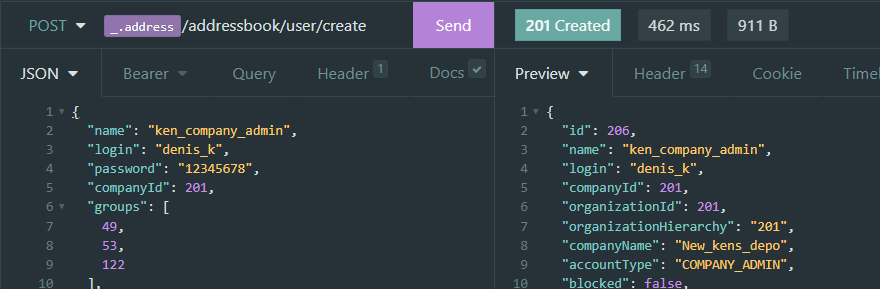 POST _.address/addressbook/user/create Send 201 Created 462 ms 911 B
JSON Bearer Query Header 1 Docs Preview Header 14 Cookie Timel
1 {
2 "name": "ken_company_admin",
3 "login": "denis_k",
4 "password": "12345678",
5 "companyId": 201,
6 "groups": [
7 49,
8 53,
9 122
10 ],
1 {
2 "id": 206,
3 "name": "ken_company_admin",
4 "login": "denis_k",
5 "companyId": 201,
6 "organizationId": 201,
7 "organizationHierarchy": "201",
8 "companyName": "New_kens_depo",
9 "accountType": "COMPANY_ADMIN",
10 "blocked": false,